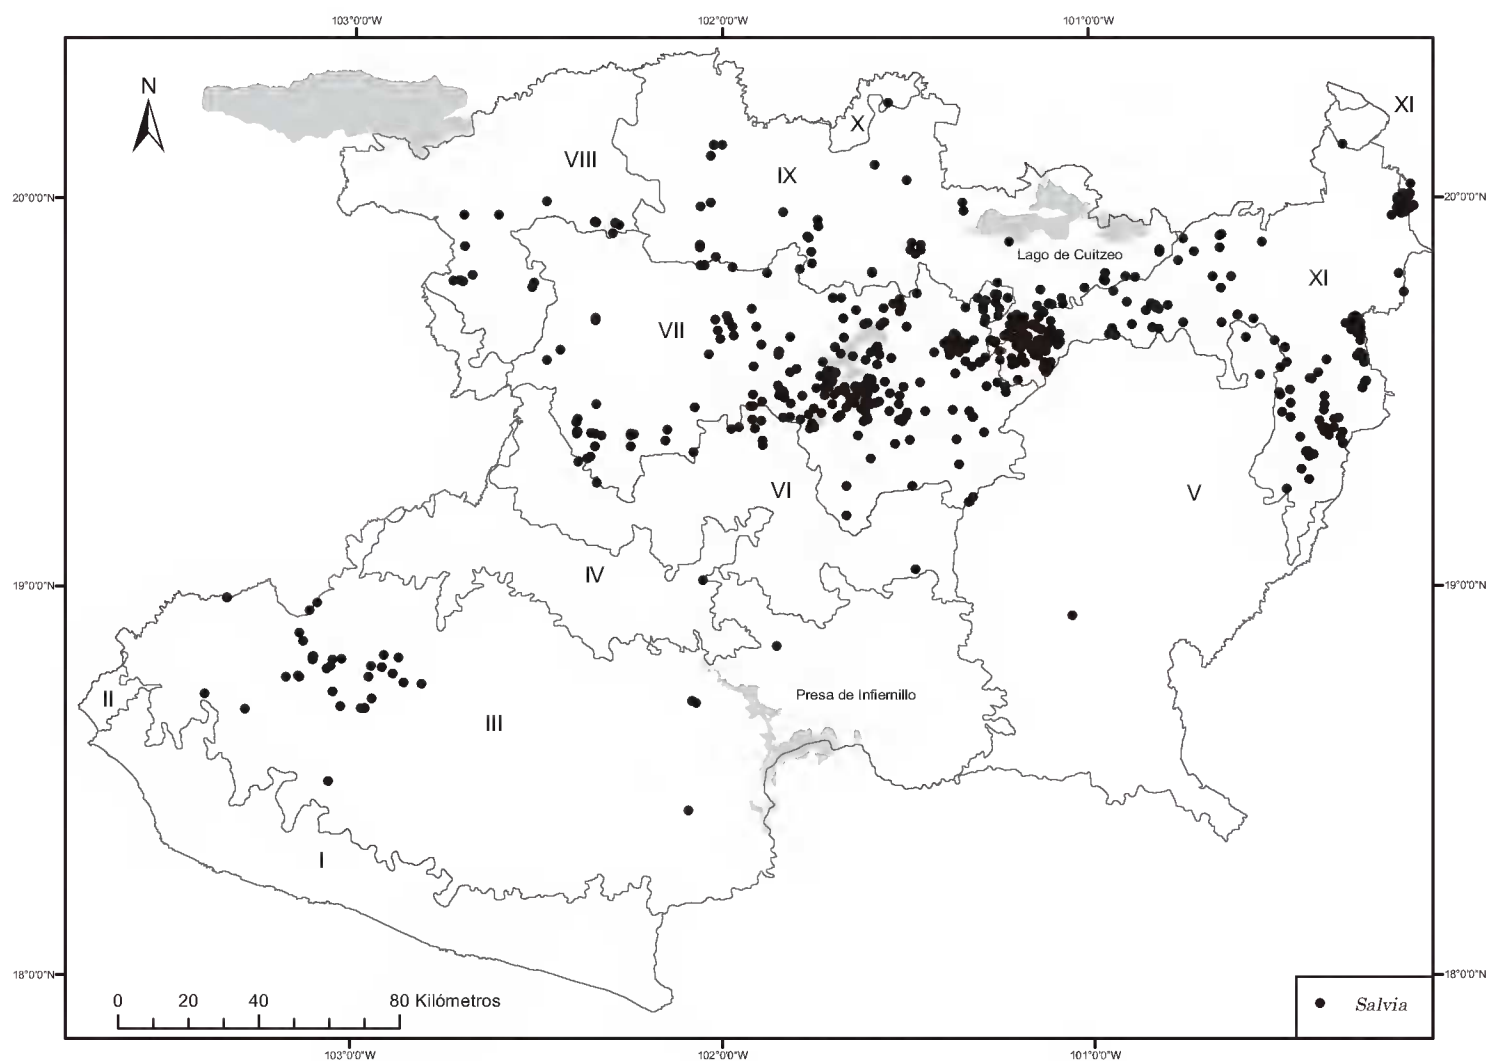 103°0'0"W 102°0'0"W 101°0'0"W
N
XI
X
VIII
IX
20°0'0"N 20°0'0"N
Lago de Cuitzeo
XI
VII
VI
V
IV
19°0'0"N 19°0'0"N
Presa de Infiernillo
II
III
I
18°0'0"N 18°0'0"N
0 20 40 80 Kilómetros
Salvia
103°0'0"W 102°0'0"W 101°0'0"W